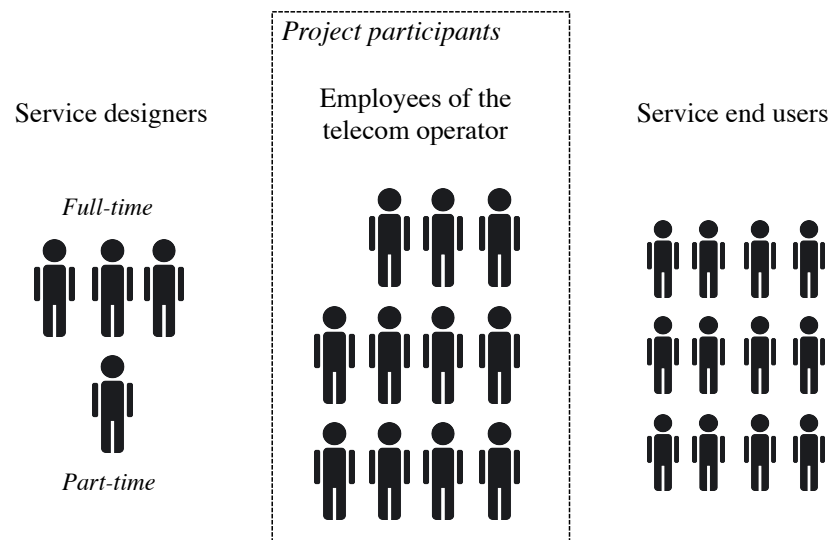 Project participants
Service designers
Employees of the
telecom operator
Service end users
Full-time
Part-time